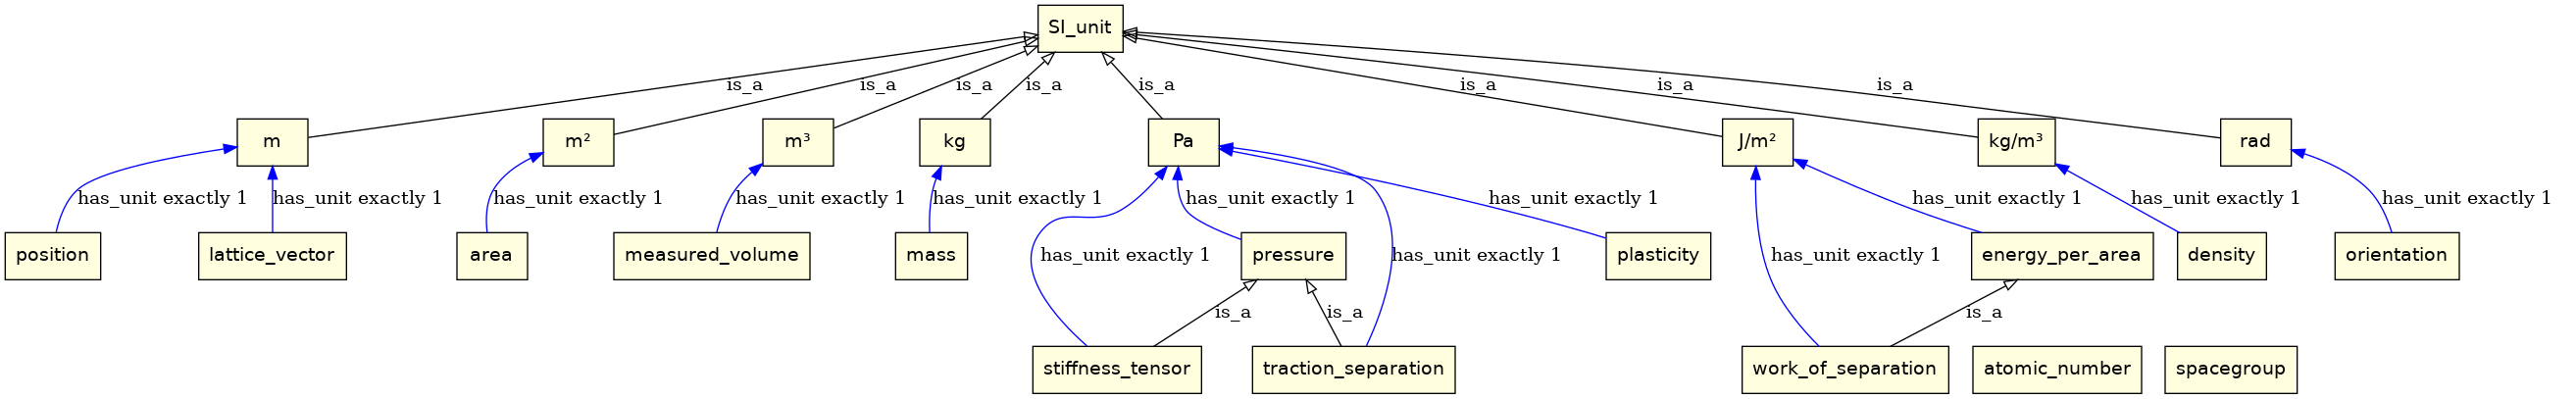 SI_unit
is_a
is_a
is_a
is_a
is_a
is_a
is_a
is_a
m
m²
m³
kg
Pa
J/m²
kg/m³
rad
has_unit exactly 1
has_unit exactly 1
has_unit exactly 1
has_unit exactly 1
has_unit exactly 1
has_unit exactly 1
has_unit exactly 1
has_unit exactly 1
has_unit exactly 1
has_unit exactly 1
position
lattice_vector
area
measured_volume
mass
has_unit exactly 1
pressure
has_unit exactly 1
plasticity
has_unit exactly 1
energy_per_area
density
orientation
is_a
is_a
is_a
stiffness_tensor
traction_separation
work_of_separation
atomic_number
spacegroup